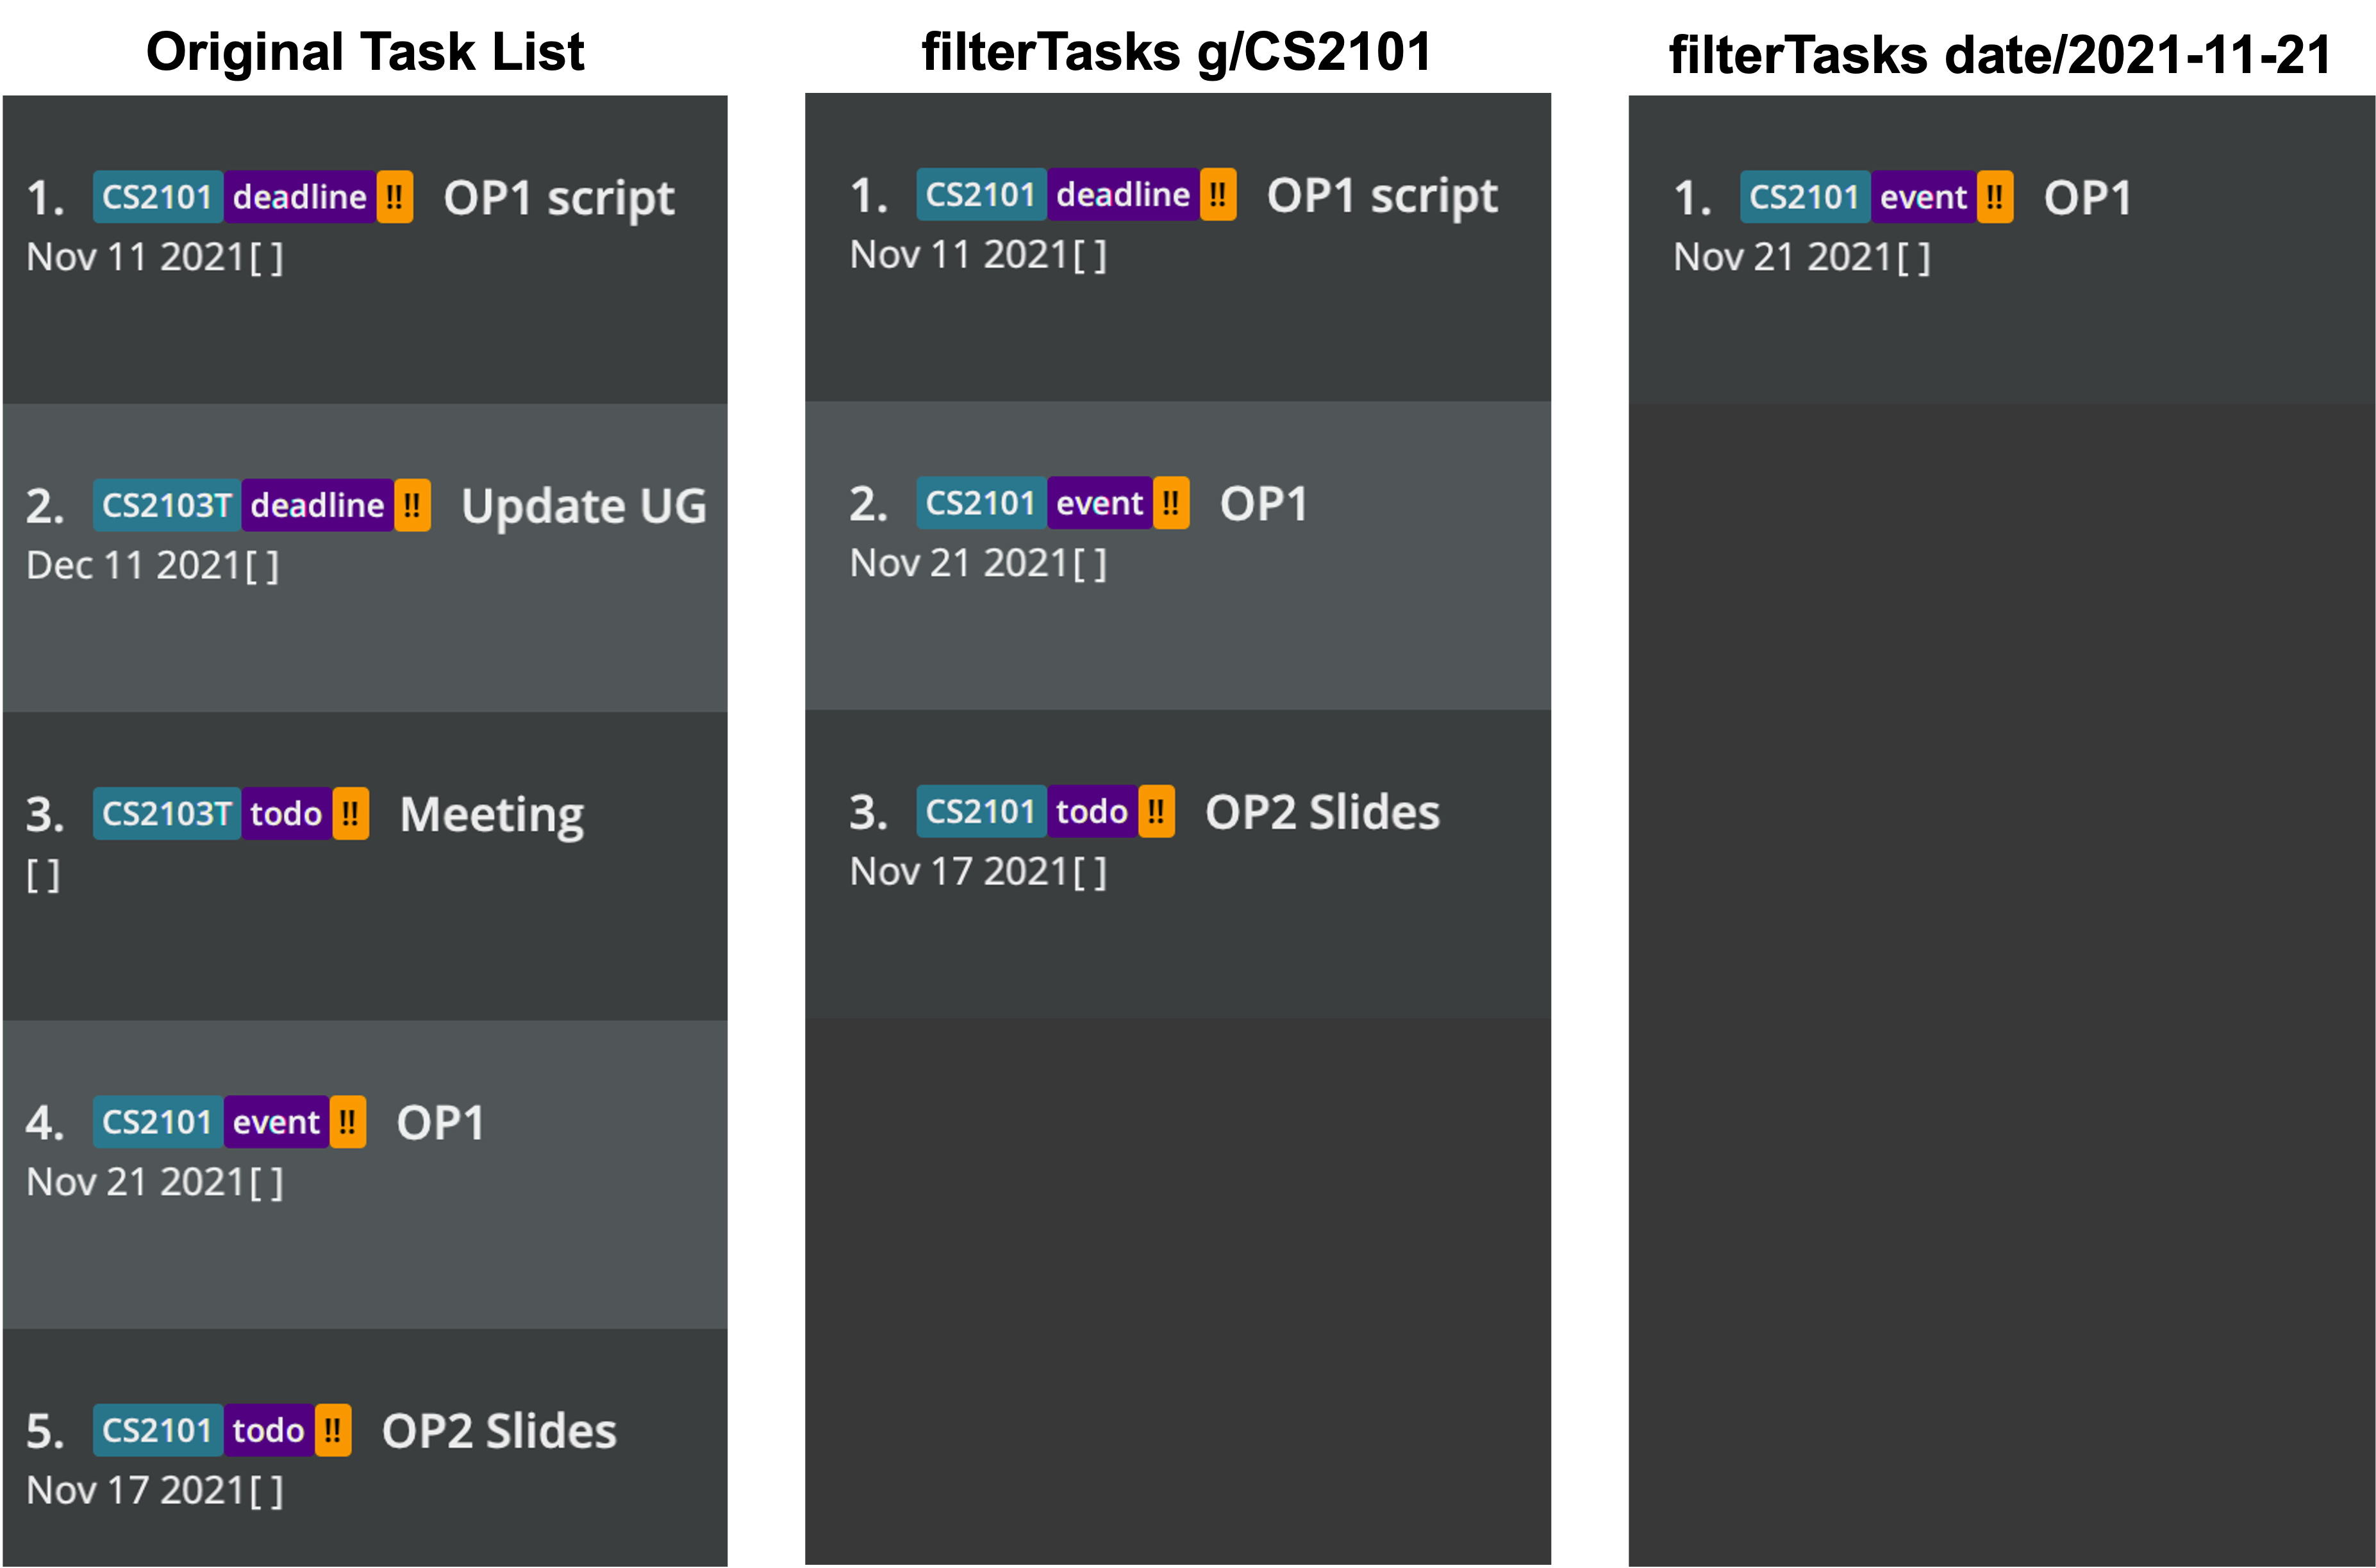 Original Task List
1. CS2101 deadline !! OP1 script
Nov 11 2021[ ]
2. CS2103T deadline !! Update UG
Dec 11 2021[ ]
3. CS2103T todo !! Meeting
[ ]
4. CS2101 event !! OP1
Nov 21 2021[ ]
5. CS2101 todo !! OP2 Slides
Nov 17 2021[ ]
filterTasks g/CS2101
1. CS2101 deadline !! OP1 script
Nov 11 2021[ ]
2. CS2101 event !! OP1
Nov 21 2021[ ]
3. CS2101 todo !! OP2 Slides
Nov 17 2021[ ]
filterTasks date/2021-11-21
1. CS2101 event !! OP1
Nov 21 2021[ ]